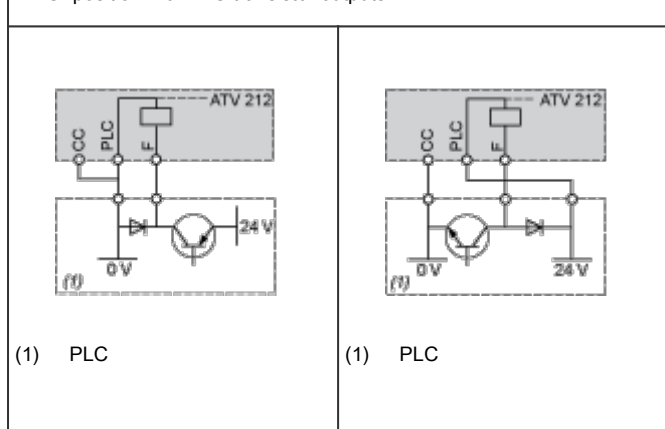 ATV 212
CC
PLC
F
0 V
24 V
(1)
(1) PLC
ATV 212
CC
PLC
F
0 V
24 V
(1)
(1) PLC